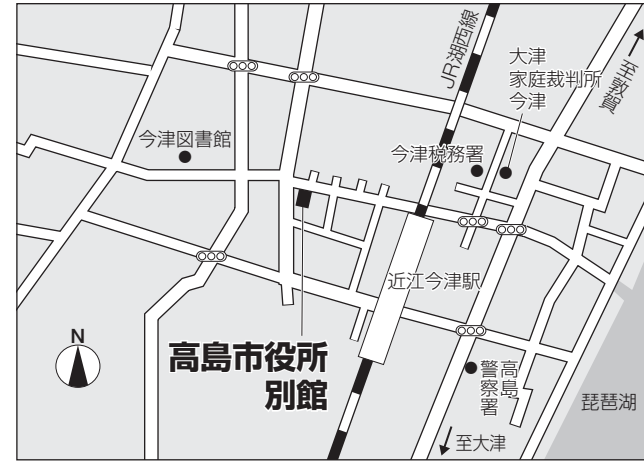 JR湖西線
大津
家庭裁判所
今津
至敦賀
今津図書館
今津税務署
近江今津駅
高島市役所
別館
N
高島
警察署
琵琶湖
至大津